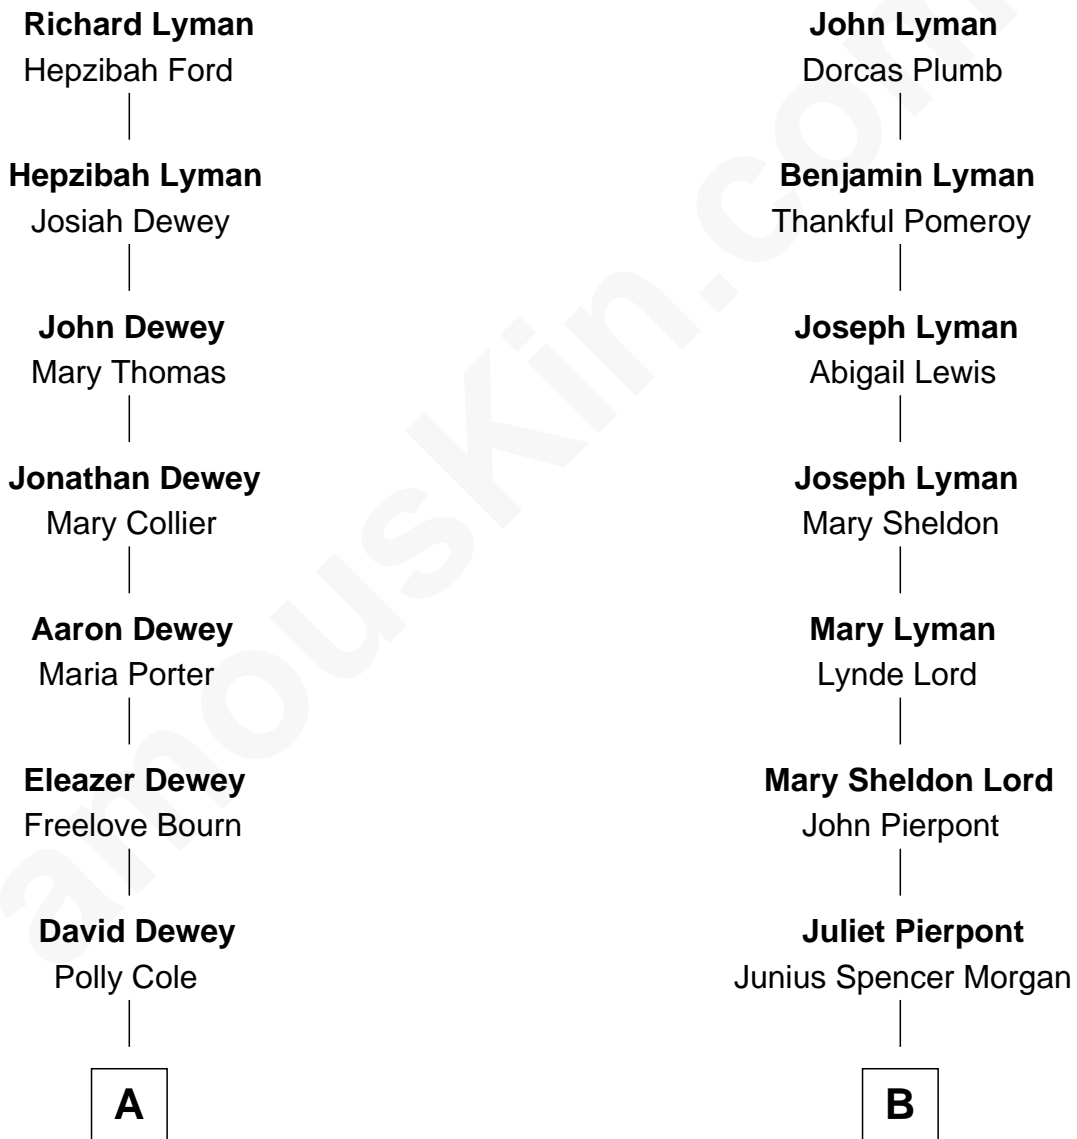 Richard Lyman
Hepzibah Ford
Hepzibah Lyman
Josiah Dewey
John Dewey
Mary Thomas
Jonathan Dewey
Mary Collier
Aaron Dewey
Maria Porter
Eleazer Dewey
Freelove Bourn
David Dewey
Polly Cole
A
John Lyman
Dorcas Plumb
Benjamin Lyman
Thankful Pomeroy
Joseph Lyman
Abigail Lewis
Joseph Lyman
Mary Sheldon
Mary Lyman
Lynde Lord
Mary Sheldon Lord
John Pierpont
Juliet Pierpont
Junius Spencer Morgan
B
amouskin.com